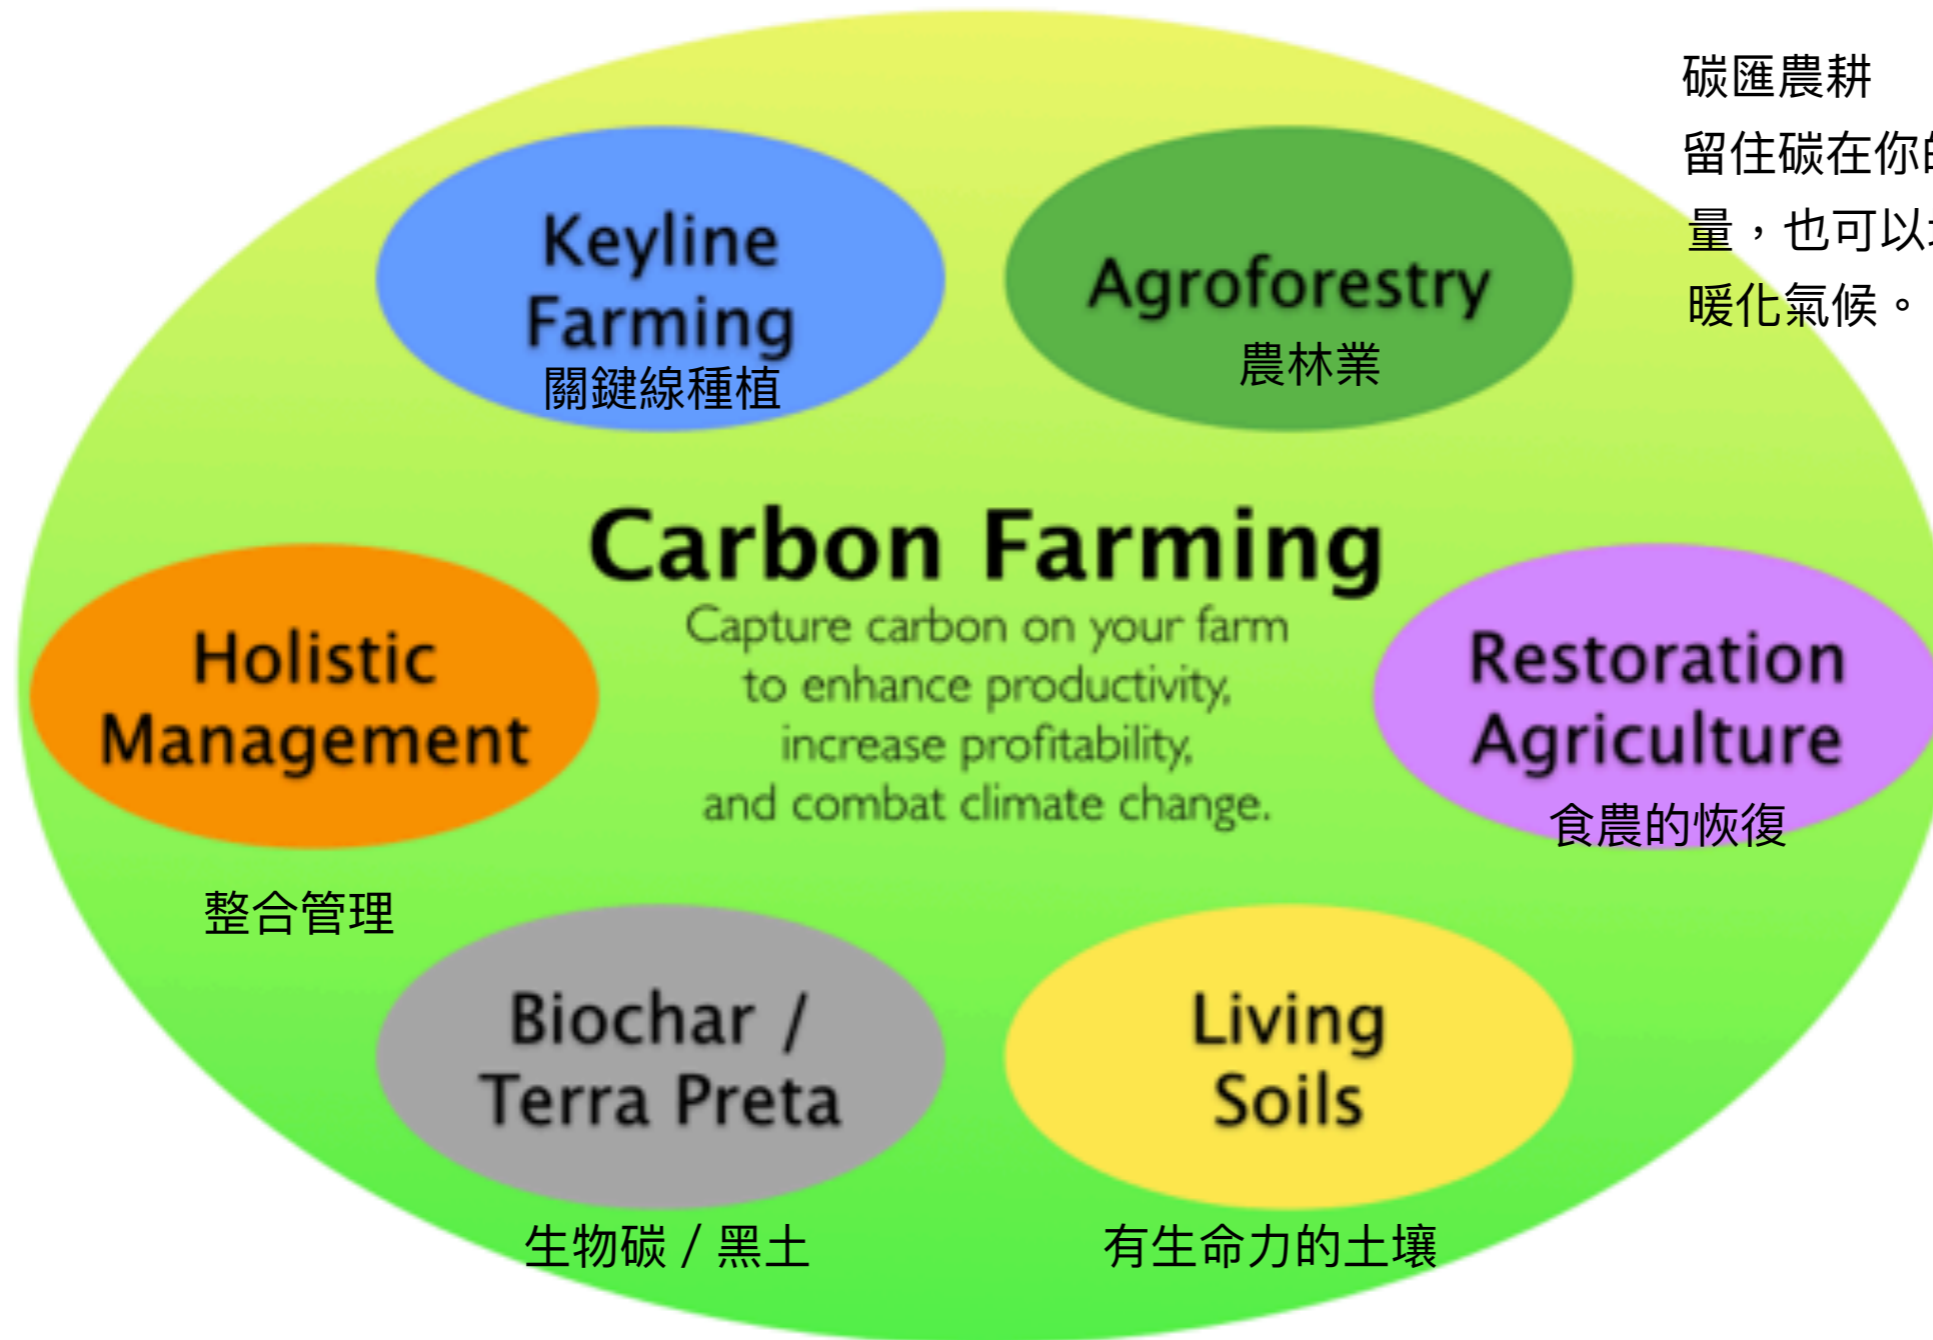 碳匯農耕
留住碳在你的
量，也可以
暖化氣候。
Keyline
Farming
關鍵線種植
Agroforestry
農林業
Carbon Farming
Capture carbon on your farm
to enhance productivity,
increase profitability,
and combat climate change.
Holistic
Management
整合管理
Restoration
Agriculture
食農的恢復
Biochar /
Terra Preta
生物碳 / 黑土
Living
Soils
有生命力的土壤